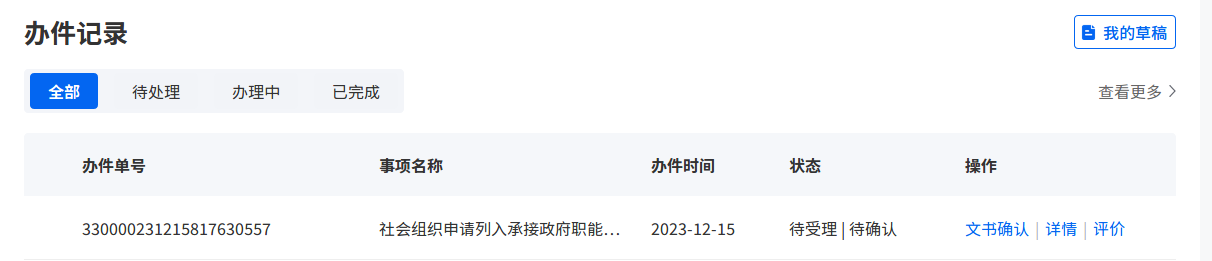 办件记录
我的草稿
全部 待处理 办理中 已完成
查看更多
办件单号 事项名称 办件时间 状态 操作
330000231215817630557 社会组织申请列入承接政府职能... 2023-12-15 待受理 | 待确认 文书确认 | 详情 | 评价